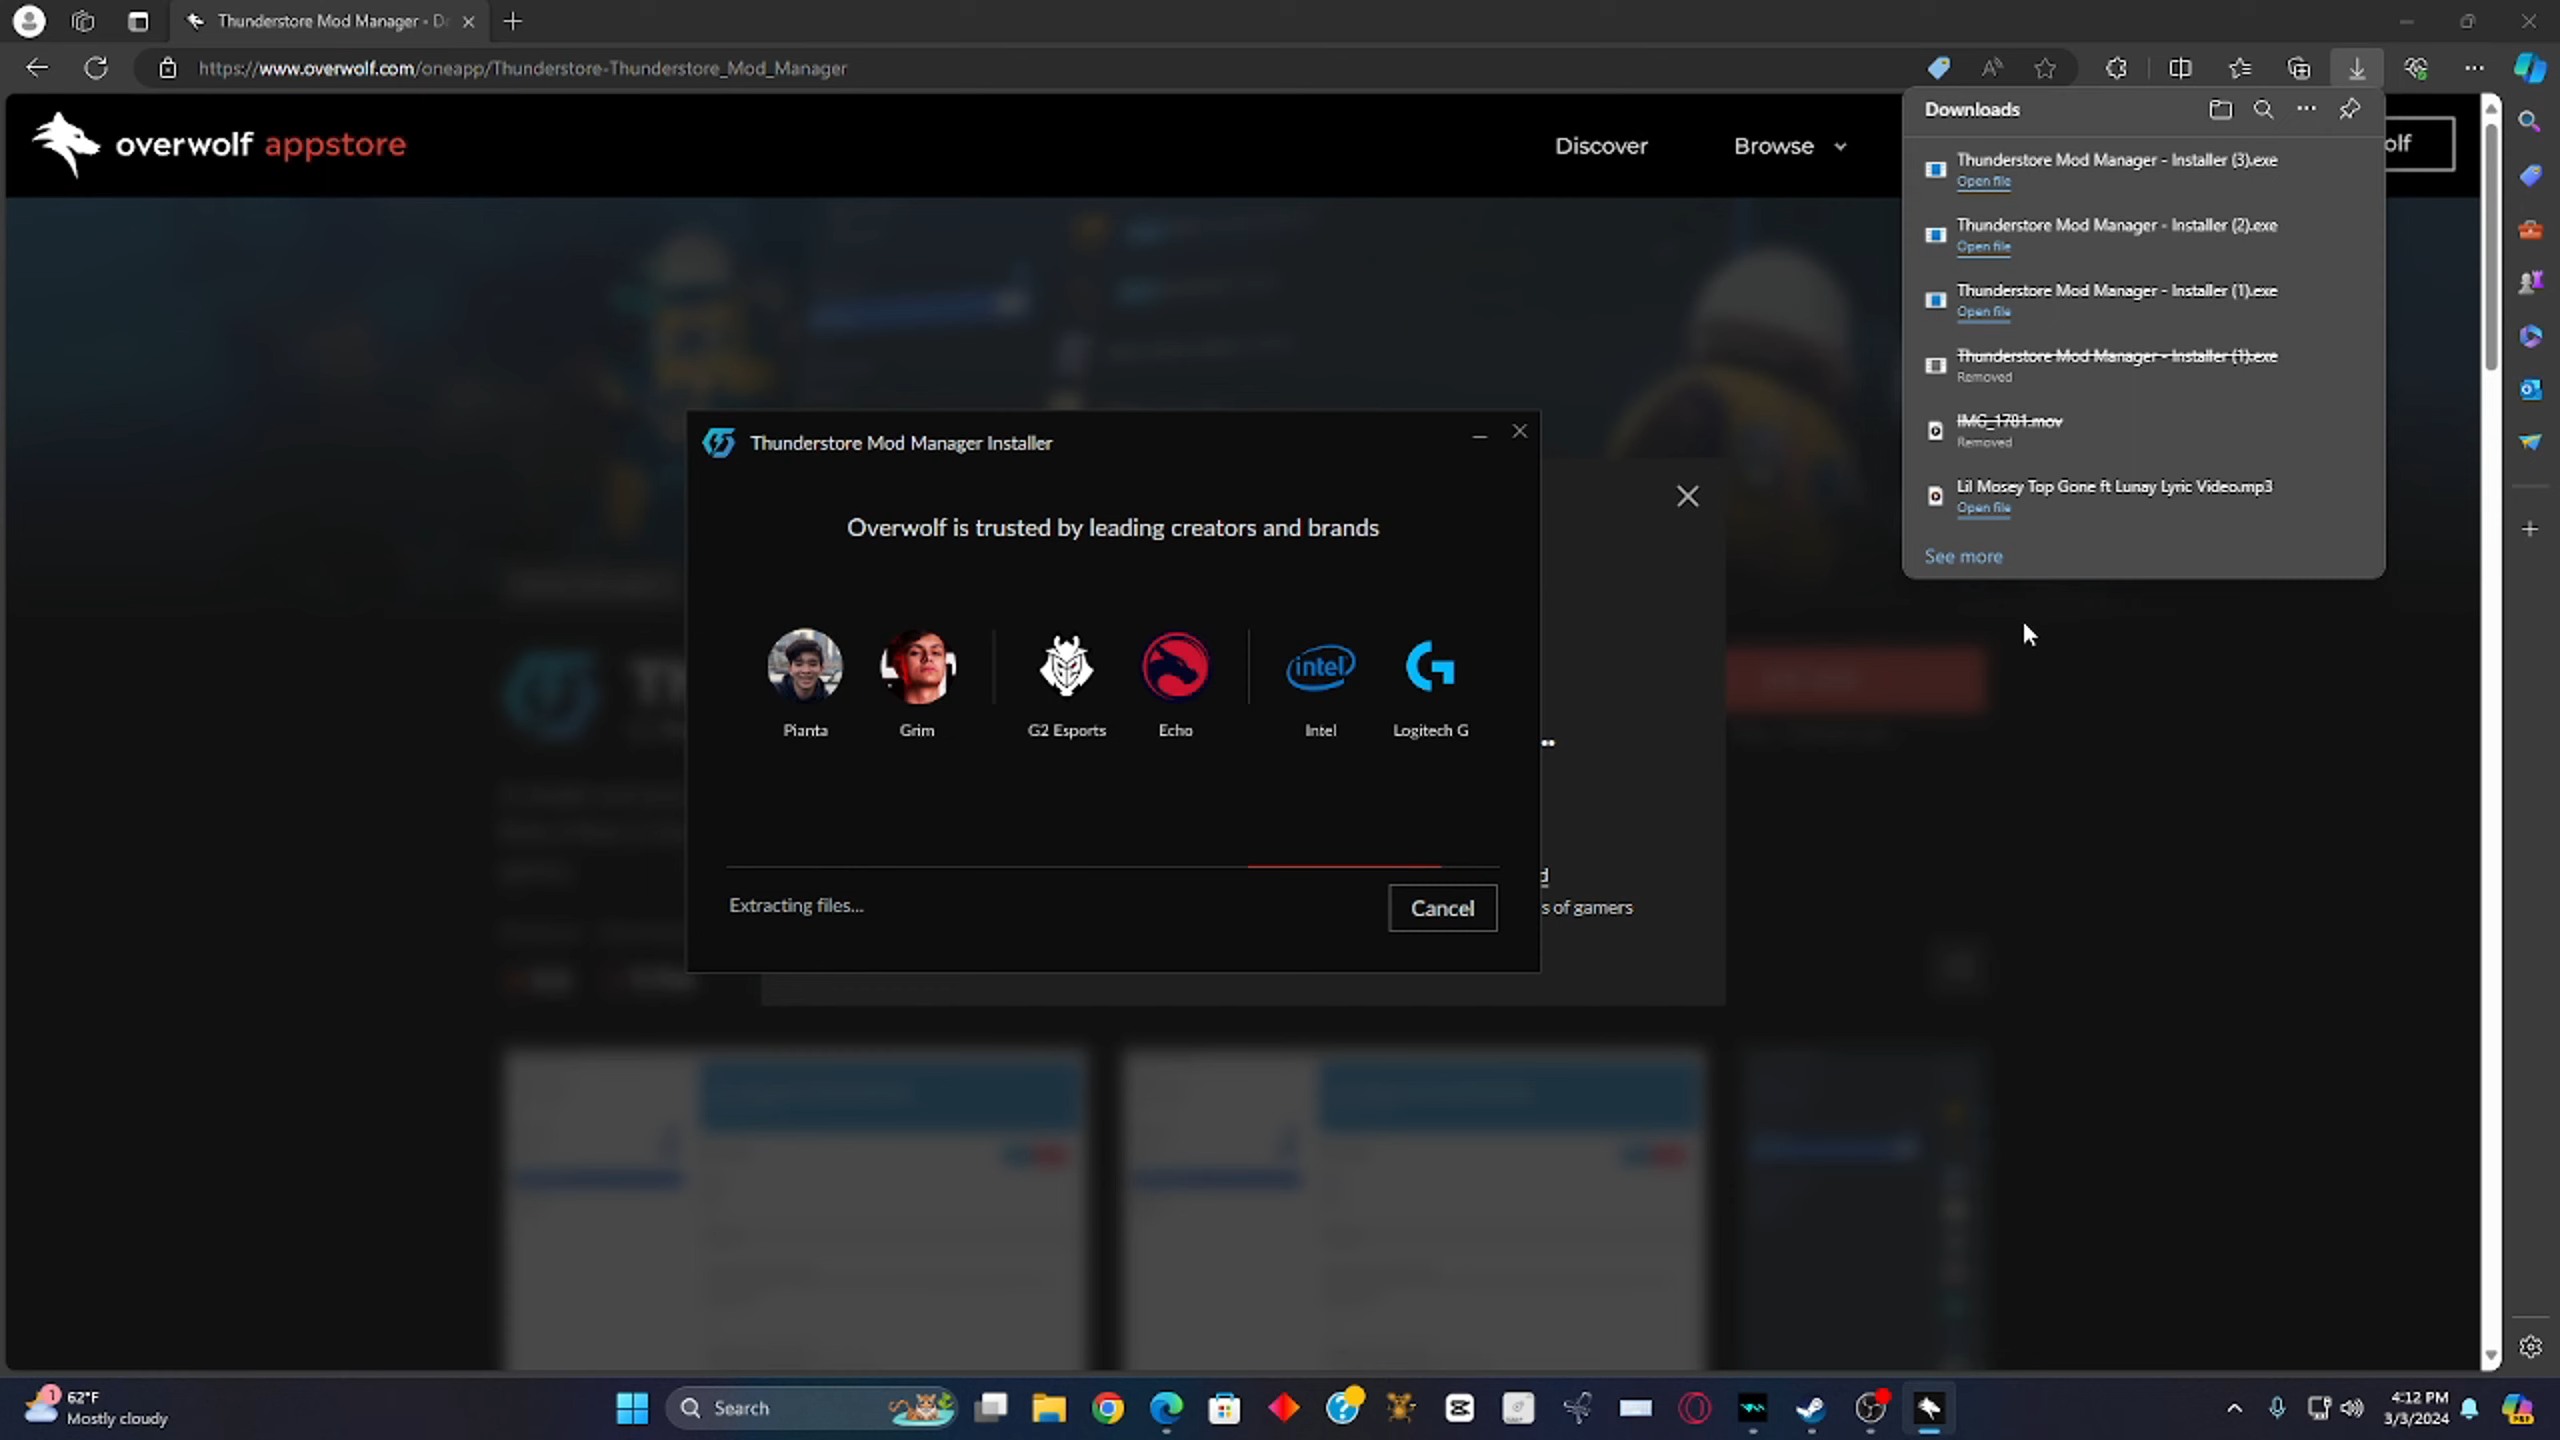 Thunderstore Mod Manager - De
https://www.overwolf.com/oneapp/Thunderstore-Thunderstore_Mod_Manager
overwolf appstore
Discover
Browse
olf
Downloads
Thunderstore Mod Manager - Installer (3).exe
Open file
Thunderstore Mod Manager - Installer (2).exe
Open file
Thunderstore Mod Manager - Installer (1).exe
Open file
Thunderstore Mod Manager - Installer (1).exe
Removed
IMG_1781.mov
Removed
Lil Mosey Top Gone ft Lunay Lyric Video.mp3
Open file
See more
Thunderstore Mod Manager Installer
Overwolf is trusted by leading creators and brands
intel
Pianta
Grim
G2 Esports
Echo
Intel
Logitech G
..
d
Extracting files...
Cancel
s of gamers
1
62°F
Mostly cloudy
Search
4:12 PM
3/3/2024